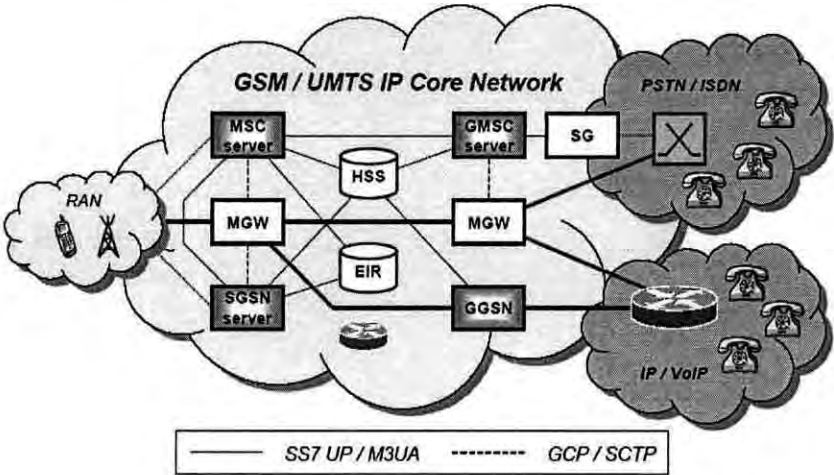 GSM / UMTS IP Core Network
PSTN / ISDN
MSC
server
GMSC
server
SG
HSS
RAN
MGW
MGW
EIR
SGSN
server
GGSN
IP / VoIP
SS7 UP / M3UA
GCP / SCTP